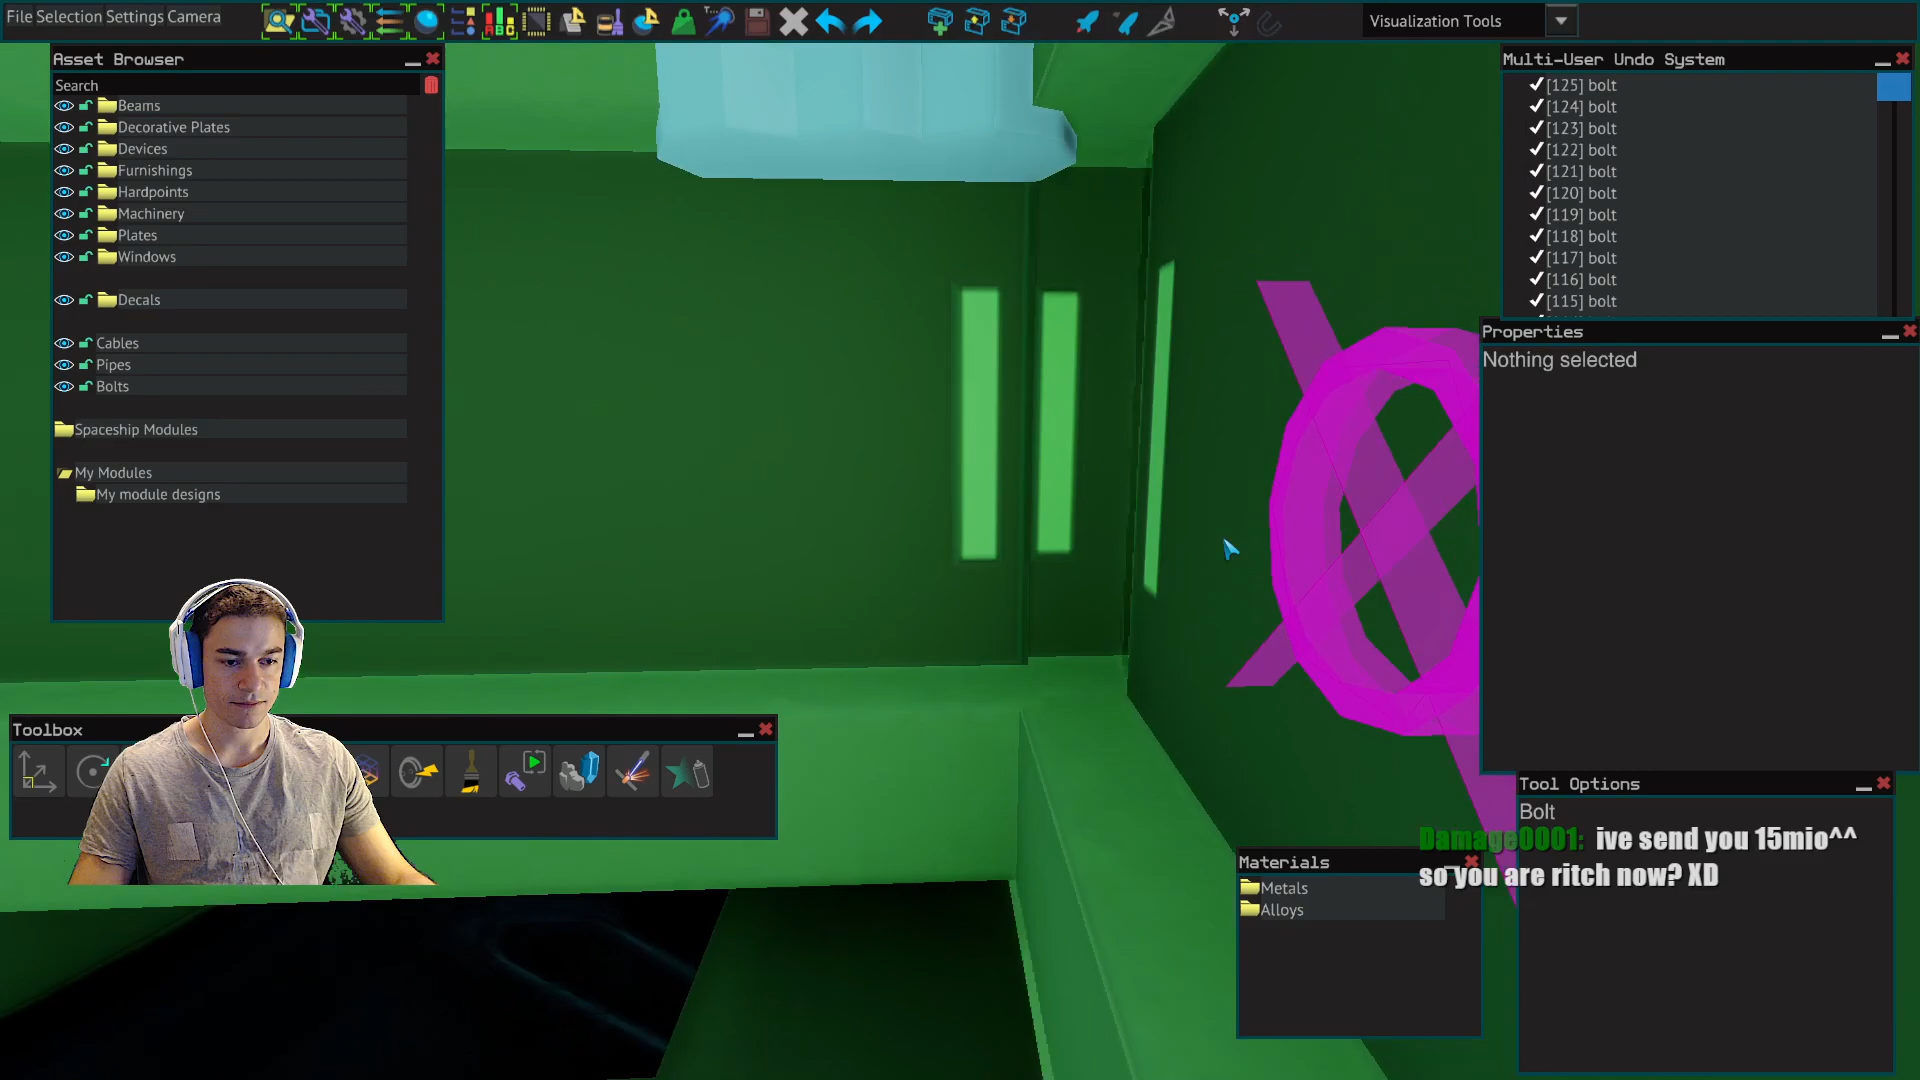 File Selection Settings Camera
ABC
Visualization Tools
Asset Browser
Search
Beams
Decorative Plates
Devices
Furnishings
Hardpoints
Machinery
Plates
Windows
Decals
Cables
Pipes
Bolts
Spaceship Modules
My Modules
My module designs
Toolbox
Multi-User Undo System
[125] bolt
[124] bolt
[123] bolt
[122] bolt
[121] bolt
[120] bolt
[119] bolt
[118] bolt
[117] bolt
[116] bolt
[115] bolt
Properties
Nothing selected
Tool Options
Bolt
Damage0001: ive send you 15mio^^
so you are ritch now? XD
Materials
Metals
Alloys